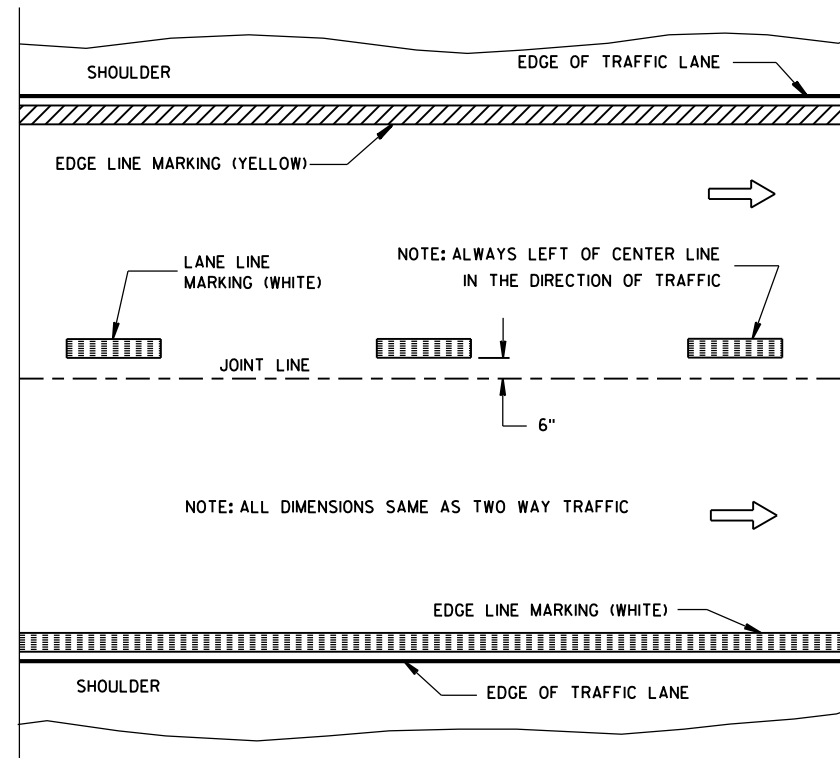 SHOULDER
EDGE OF TRAFFIC LANE
EDGE LINE MARKING (YELLOW)
NOTE: ALWAYS LEFT OF CENTER LINE
IN THE DIRECTION OF TRAFFIC
LANE LINE
MARKING (WHITE)
JOINT LINE
6"
NOTE: ALL DIMENSIONS SAME AS TWO WAY TRAFFIC
EDGE LINE MARKING (WHITE)
SHOULDER
EDGE OF TRAFFIC LANE